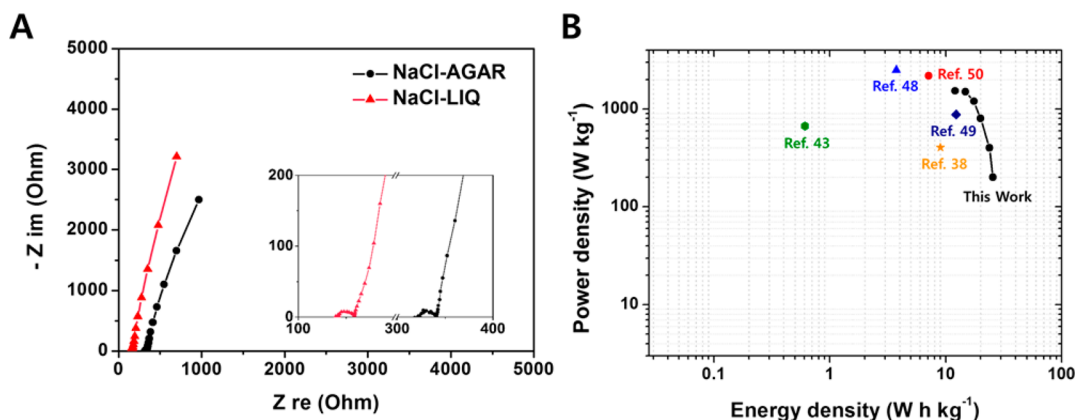 A
5000
4000
3000
2000
1000
0
- Z im (Ohm)
NaCl-AGAR
NaCl-LIQ
200
100
0
100
300
400
0
1000
2000
3000
4000
5000
Z re (Ohm)
B
1000
100
10
Power density (W kg-1)
Ref. 48
Ref. 50
Ref. 43
Ref. 49
Ref. 38
This Work
0.1
1
10
100
Energy density (W h kg-1)